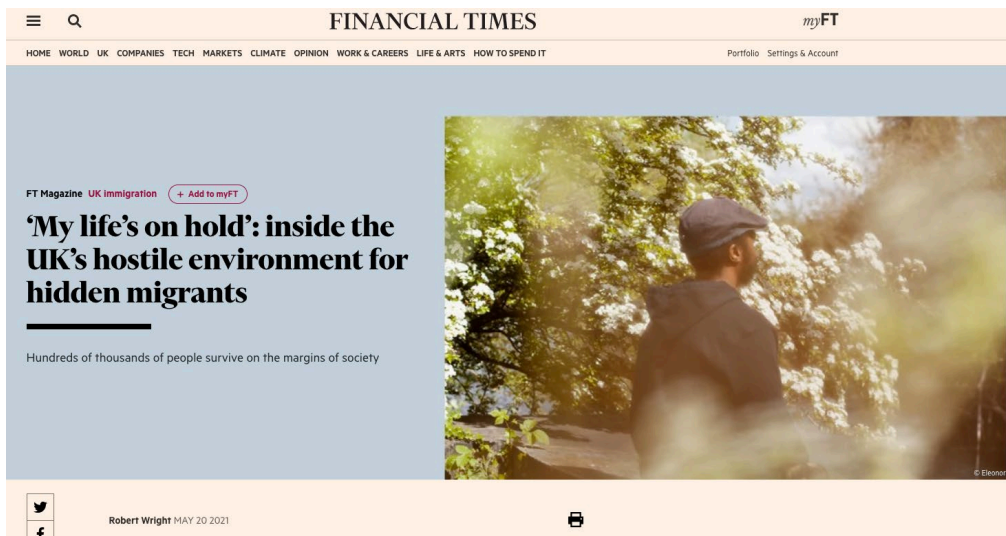 FINANCIAL TIMES
myFT
HOME WORLD UK COMPANIES TECH MARKETS CLIMATE OPINION WORK & CAREERS LIFE & ARTS HOW TO SPEND IT
Portfolio Settings & Account
FT Magazine UK immigration + Add to myFT
‘My life’s on hold’: inside the
UK’s hostile environment for
hidden migrants
Hundreds of thousands of people survive on the margins of society
© Eleonor
Robert Wright MAY 20 2021